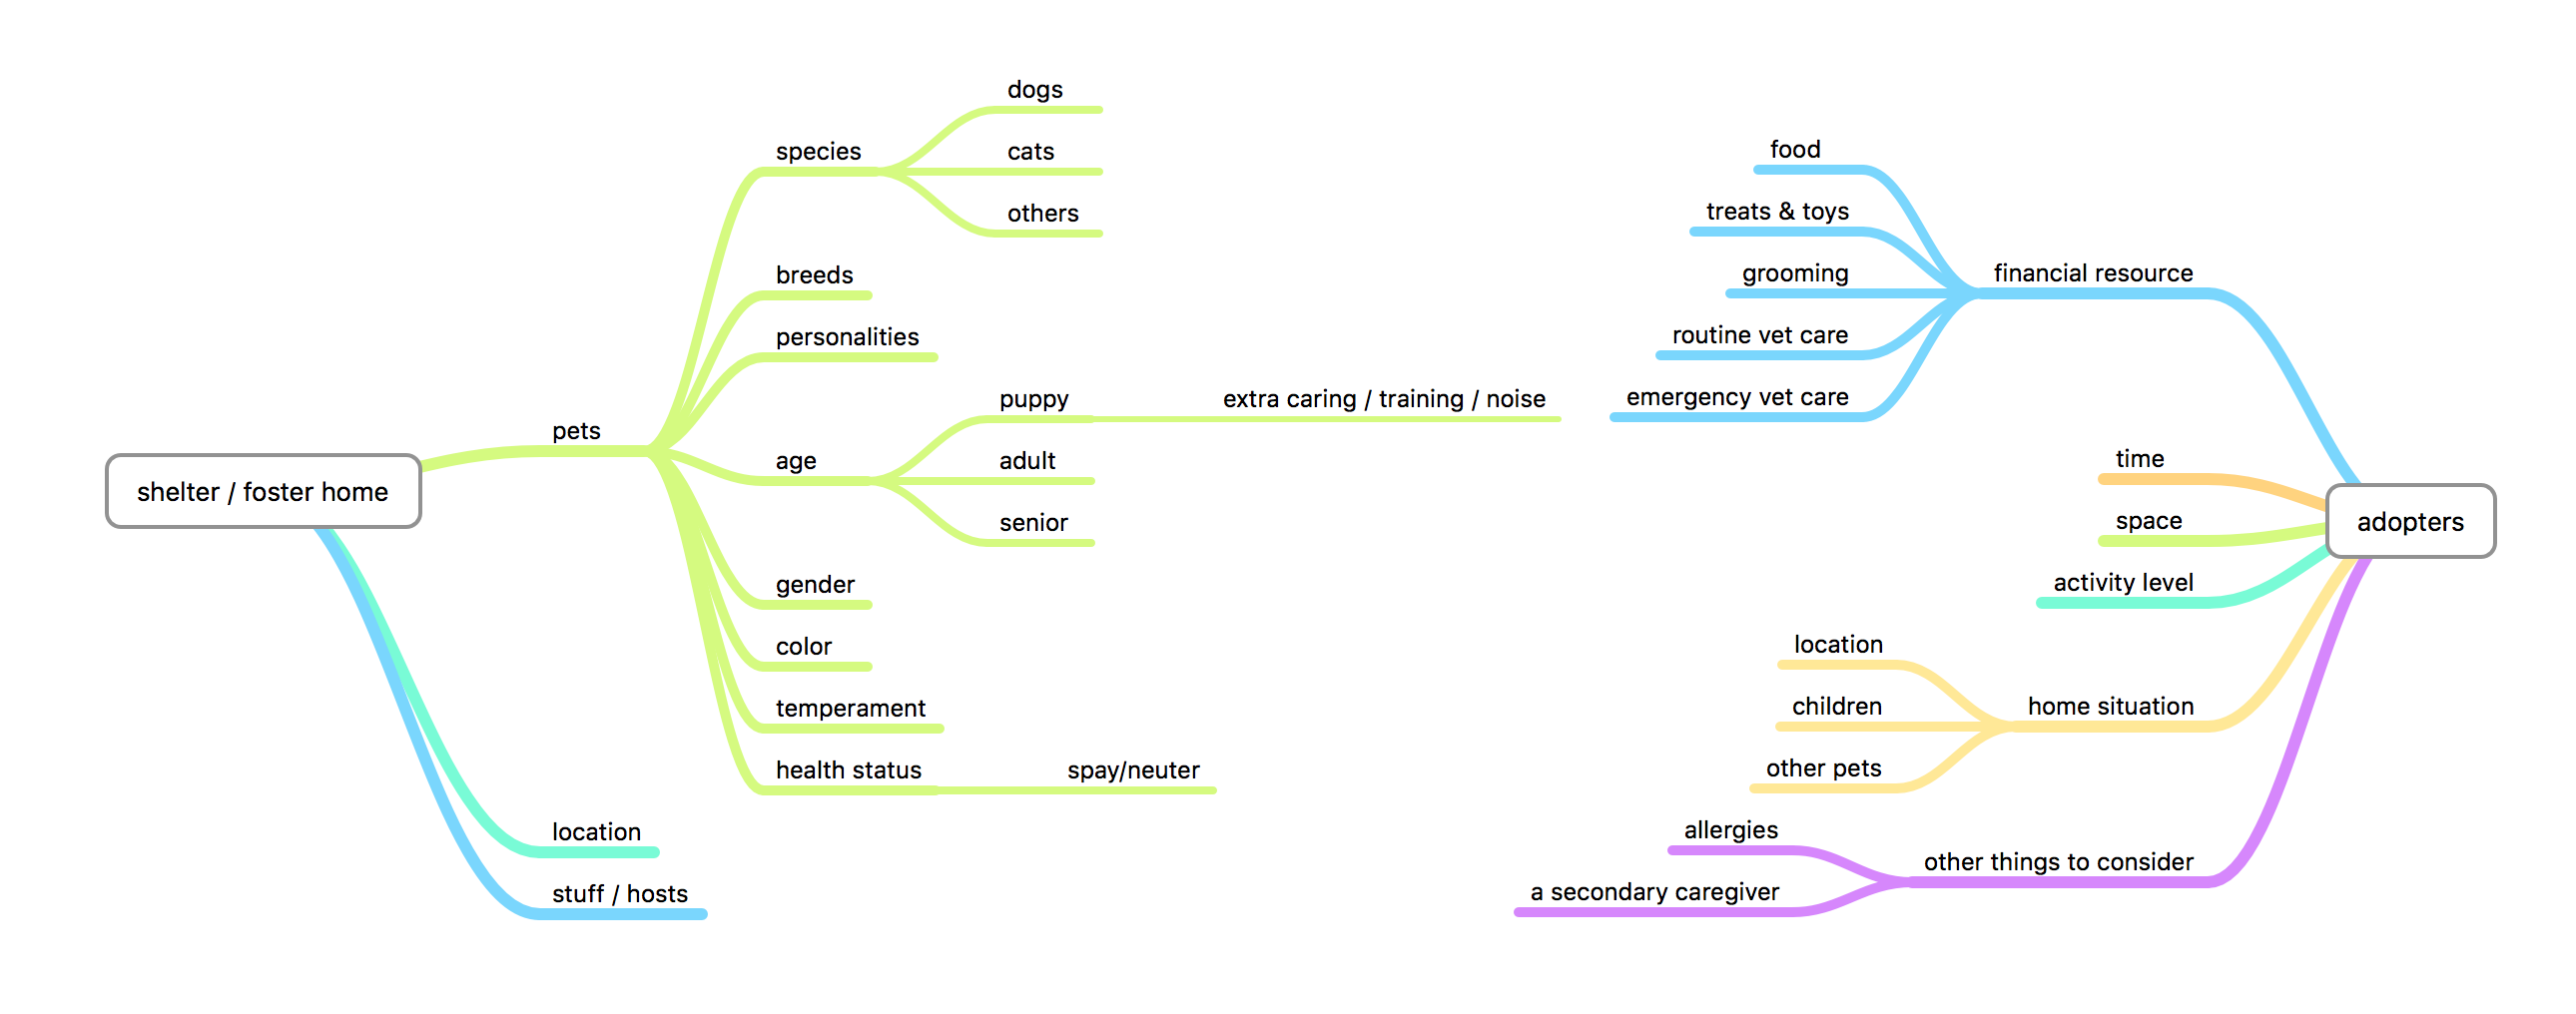 shelter / foster home
pets
species
dogs
cats
others
breeds
personalities
age
puppy
extra caring / training / noise
adult
senior
gender
color
temperament
health status
spay/neuter
location
stuff / hosts
adopters
financial resource
food
treats & toys
grooming
routine vet care
emergency vet care
time
space
activity level
home situation
location
children
other pets
other things to consider
allergies
a secondary caregiver